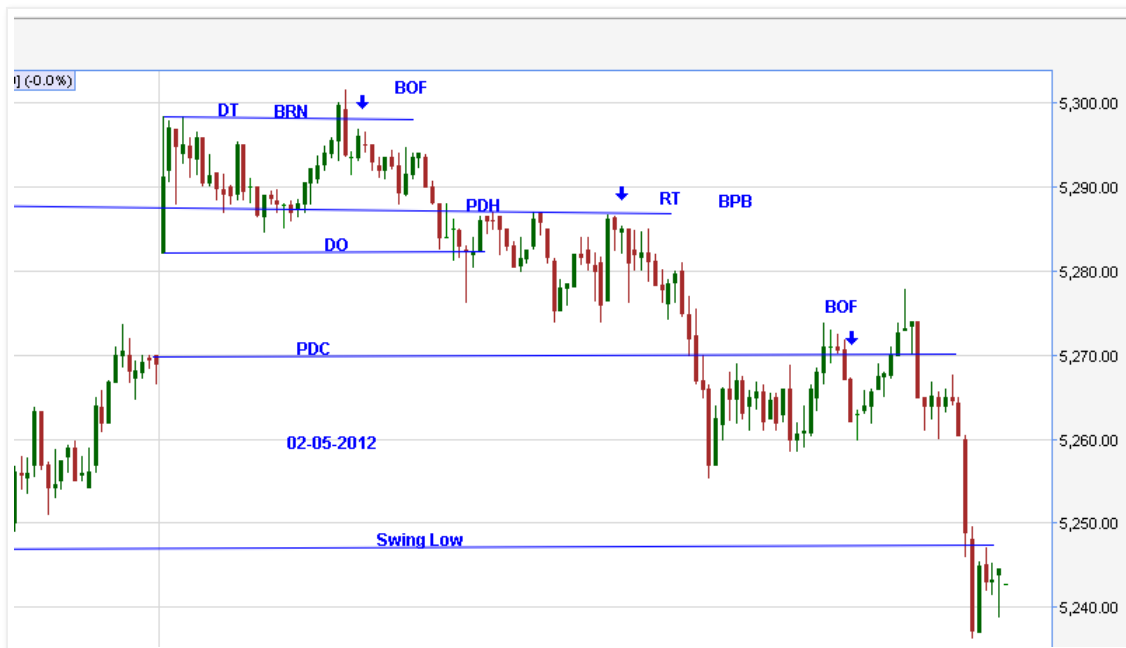 ] (-0.0%)
BOF
DT BRN
5,300.00
5,290.00
PDH RT BPB
DO
5,280.00
BOF
PDC
5,270.00
02-05-2012
5,260.00
5,250.00
Swing Low
5,240.00